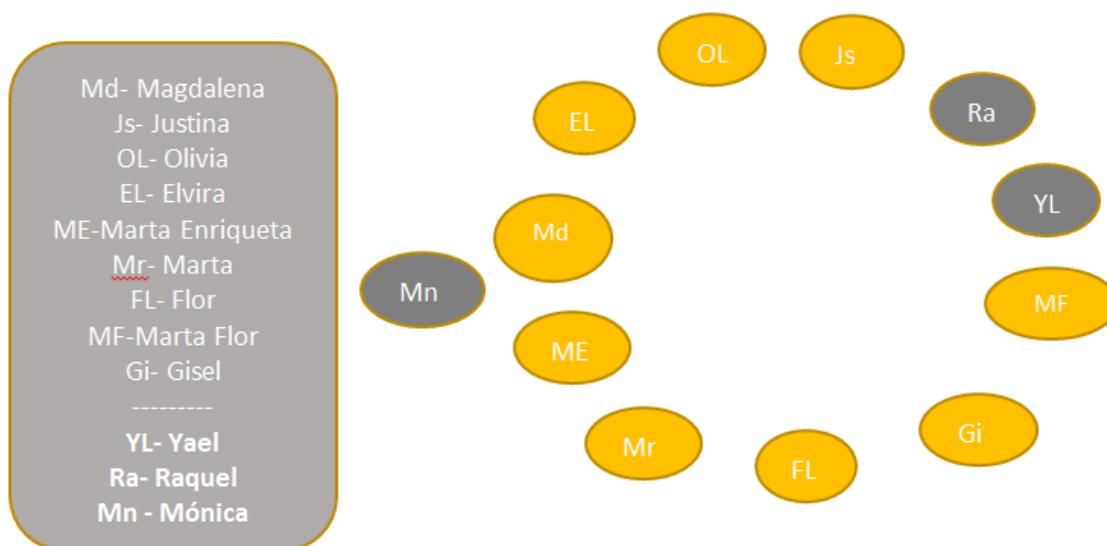 Md- Magdalena
Js- Justina
OL- Olivia
EL- Elvira
ME-Marta Enriqueta
Mr- Marta
FL- Flor
MF-Marta Flor
Gi- Gisel
---------
YL- Yael
Ra- Raquel
Mn - Mónica
OL
Js
Ra
EL
YL
Md
Mn
MF
ME
Mr
Gi
FL